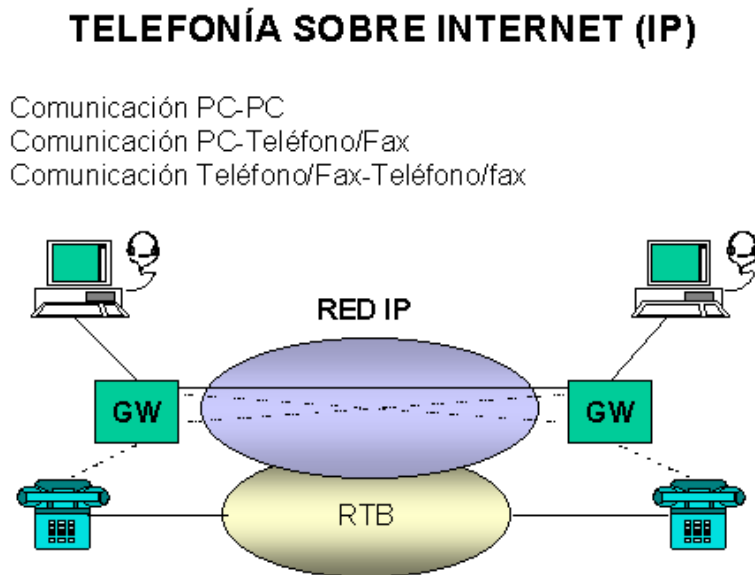 TELEFONÍA SOBRE INTERNET (IP)
Comunicación PC-PC
Comunicación PC-Teléfono/Fax
Comunicación Teléfono/Fax-Teléfono/fax
RED IP
GW
GW
RTB